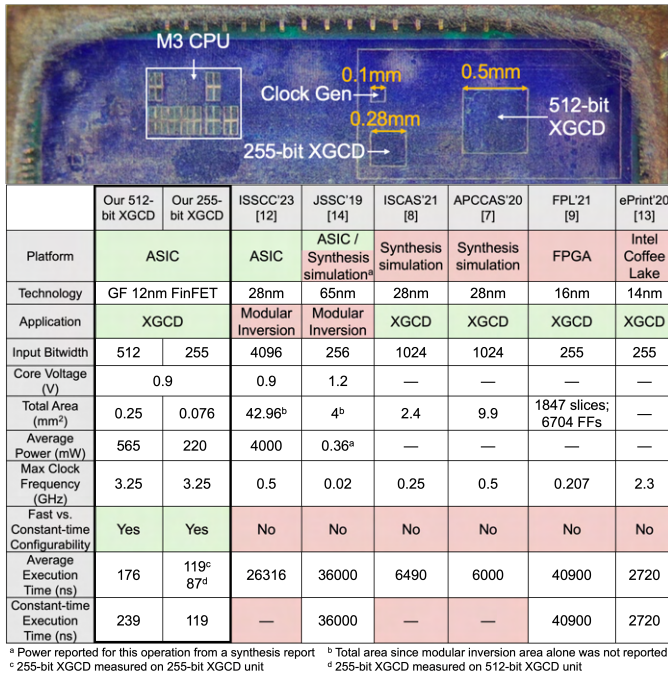 M3 CPU
0.1mm
0.5mm
Clock Gen
512-bit
XGCD
0.28mm
255-bit XGCD
Our 512-bit XGCD | Our 255-bit XGCD | ISSCC'23 [12] | JSSC'19 [14] | ISCAS'21 [8] | APCCAS'20 [7] | FPL'21 [9] | ePrint'20 [13]
Platform | ASIC | ASIC | ASIC / Synthesis simulationᵃ | Synthesis simulation | Synthesis simulation | FPGA | Intel Coffee Lake
Technology | GF 12nm FinFET | 28nm | 65nm | 28nm | 28nm | 16nm | 14nm
Application | XGCD | Modular Inversion | Modular Inversion | XGCD | XGCD | XGCD | XGCD
Input Bitwidth | 512 | 255 | 4096 | 256 | 1024 | 1024 | 255 | 255
Core Voltage (V) | 0.9 | 0.9 | 1.2 | — | — | — | —
Total Area (mm²) | 0.25 | 0.076 | 42.96ᵇ | 4ᵇ | 2.4 | 9.9 | 1847 slices; 6704 FFs | —
Average Power (mW) | 565 | 220 | 4000 | 0.36ᵃ | — | — | — | —
Max Clock Frequency (GHz) | 3.25 | 3.25 | 0.5 | 0.02 | 0.25 | 0.5 | 0.207 | 2.3
Fast vs. Constant-time Configurability | Yes | Yes | No | No | No | No | No | No
Average Execution Time (ns) | 176 | 119ᶜ 87ᵈ | 26316 | 36000 | 6490 | 6000 | 40900 | 2720
Constant-time Execution Time (ns) | 239 | 119 | — | 36000 | — | — | 40900 | 2720
ᵃ Power reported for this operation from a synthesis report ᵇ Total area since modular inversion area alone was not reported
ᶜ 255-bit XGCD measured on 255-bit XGCD unit ᵈ 255-bit XGCD measured on 512-bit XGCD unit